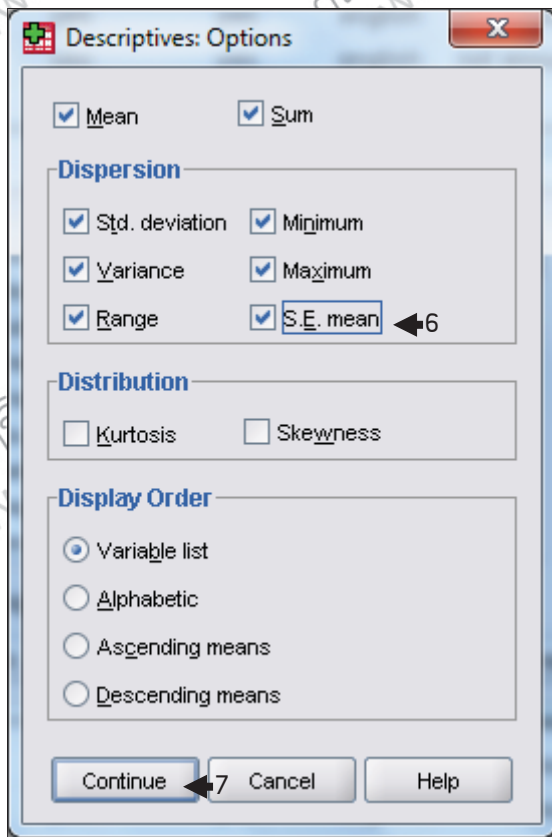 Descriptives: Options
Mean Sum
Dispersion
Std. deviation Minimum
Variance Maximum
Range S.E. mean 6
Distribution
Kurtosis Skewness
Display Order
Variable list
Alphabetic
Ascending means
Descending means
Continue 7 Cancel Help